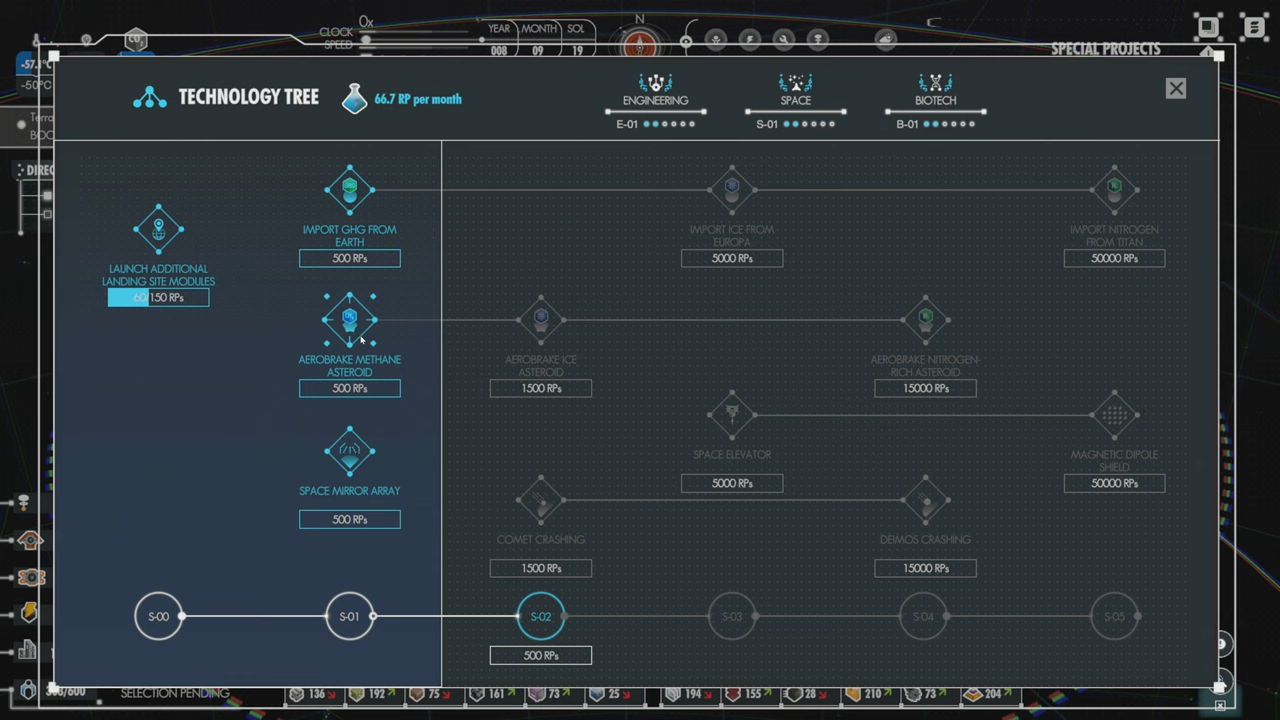 CLOCK
SPEED
0x
YEAR
MONTH
SOL
008
09
19
N
CO₂
SPECIAL PROJECTS
-50°C
TECHNOLOGY TREE
66.7 RP per month
ENGINEERING
SPACE
BIOTECH
E-01
S-01
B-01
LAUNCH ADDITIONAL
LANDING SITE MODULES
60/150 RPs
IMPORT GHG FROM
EARTH
500 RPs
IMPORT ICE FROM
EUROPA
5000 RPs
IMPORT NITROGEN
FROM TITAN
50000 RPs
AEROBRAKE METHANE
ASTEROID
500 RPs
AEROBRAKE ICE
ASTEROID
1500 RPs
AEROBRAKE NITROGEN-
RICH ASTEROID
15000 RPs
SPACE ELEVATOR
5000 RPs
MAGNETIC DIPOLE
SHIELD
50000 RPs
SPACE MIRROR ARRAY
500 RPs
COMET CRASHING
1500 RPs
DEIMOS CRASHING
15000 RPs
S-00
S-01
S-02
S-03
S-04
S-05
500 RPs
SELECTION PENDING
136
192
75
161
73
25
194
155
28
210
73
204